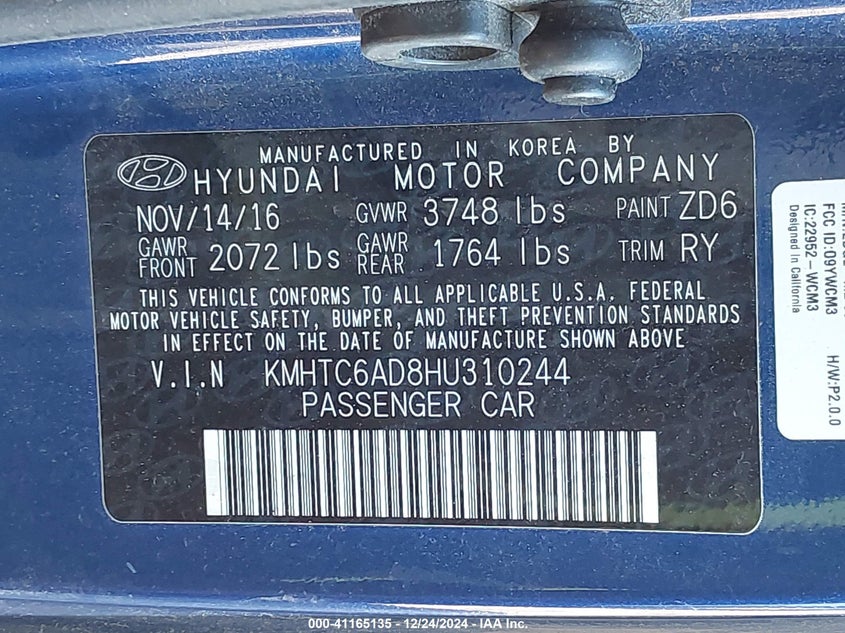 MANUFACTURED IN KOREA BY
HYUNDAI MOTOR COMPANY
NOV/14/16 GVWR 3748 lbs PAINT ZD6
GAWR FRONT 2072 lbs GAWR REAR 1764 lbs TRIM RY
THIS VEHICLE CONFORMS TO ALL APPLICABLE U.S.A. FEDERAL
MOTOR VEHICLE SAFETY, BUMPER, AND THEFT PREVENTION STANDARDS
IN EFFECT ON THE DATE OF MANUFACTURE SHOWN ABOVE
V.I.N KMHTC6AD8HU310244
PASSENGER CAR
FCC ID:O9YWCM3
IC:22952-WCM3
Designed in California
H/W:P2.0.0
000-41165135 - 12/24/2024 - IAA Inc.